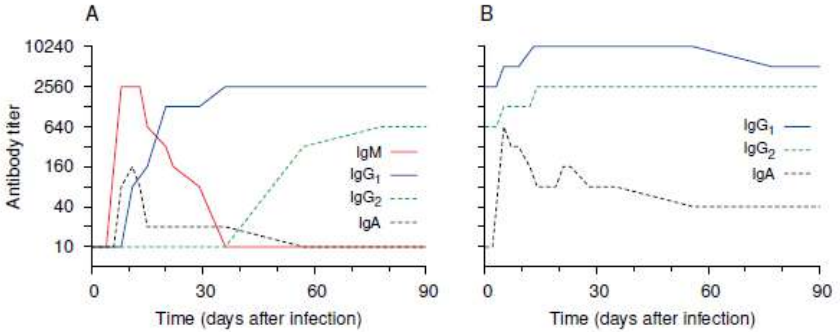 A
B
10240
2560
640
160
40
10
Antibody titer
IgM
IgG1
IgG2
IgA
0
30
60
90
Time (days after infection)
IgG1
IgG2
IgA
0
30
60
90
Time (days after infection)